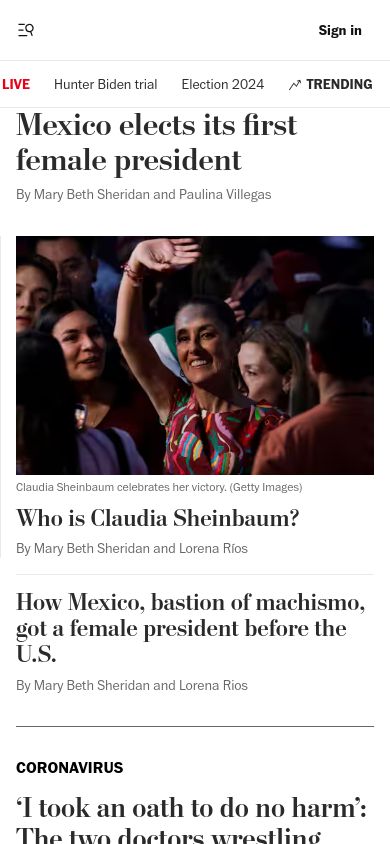 Sign in
LIVE
Hunter Biden trial
Election 2024
TRENDING
Mexico elects its first
female president
By Mary Beth Sheridan and Paulina Villegas
Claudia Sheinbaum celebrates her victory. (Getty Images)
Who is Claudia Sheinbaum?
By Mary Beth Sheridan and Lorena Ríos
How Mexico, bastion of machismo,
got a female president before the
U.S.
By Mary Beth Sheridan and Lorena Rios
CORONAVIRUS
‘I took an oath to do no harm’:
The two doctors wrestling